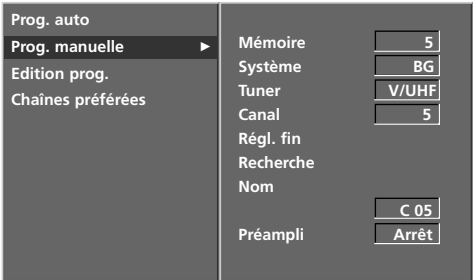 Prog. auto
Prog. manuelle ►
Edition prog.
Chaînes préférées
Mémoire 5
Système BG
Tuner V/UHF
Canal 5
Régl. fin
Recherche
Nom
C 05
Préampli Arrêt